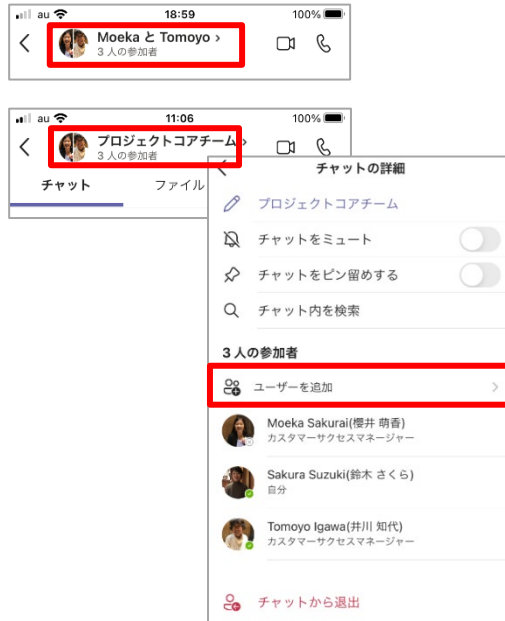 au 18:59 100%
Moeka と Tomoyo ›
3 人の参加者
au 11:06 100%
プロジェクトコアチーム ›
3 人の参加者
チャット ファイル
チャットの詳細
プロジェクトコアチーム
チャットをミュート
チャットをピン留めする
チャット内を検索
3 人の参加者
ユーザーを追加
Moeka Sakurai(櫻井 萌香)
カスタマーサクセスマネージャー
Sakura Suzuki(鈴木 さくら)
自分
Tomoyo Igawa(井川 知代)
カスタマーサクセスマネージャー
チャットから退出